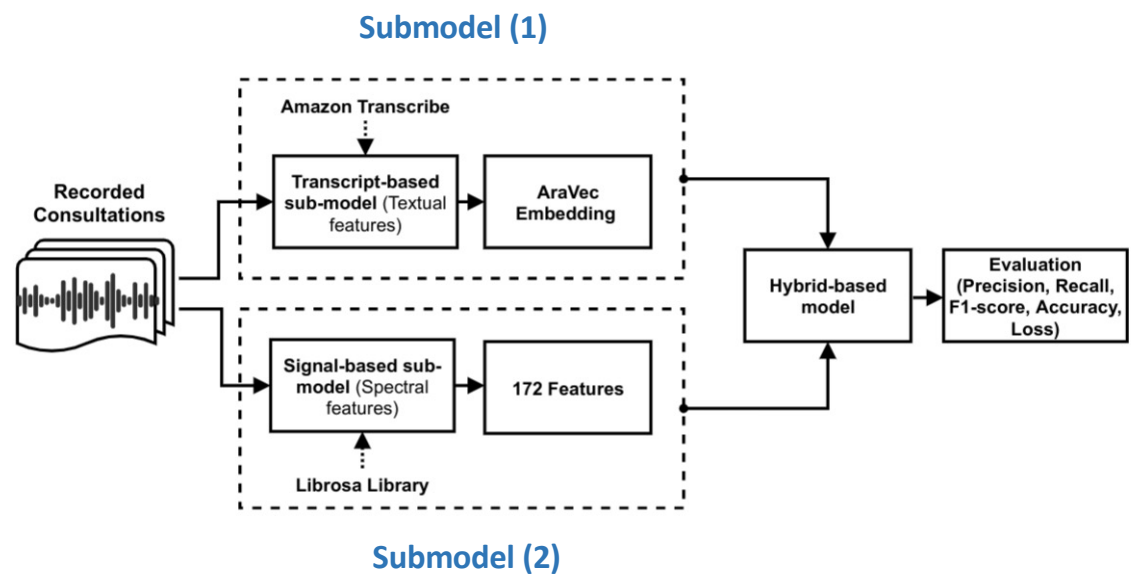 Submodel (1)
Amazon Transcribe
Recorded
Consultations
Transcript-based
sub-model (Textual
features)
AraVec
Embedding
Hybrid-based
model
Evaluation
(Precision, Recall,
F1-score, Accuracy,
Loss)
Signal-based sub-
model (Spectral
features)
172 Features
Librosa Library
Submodel (2)